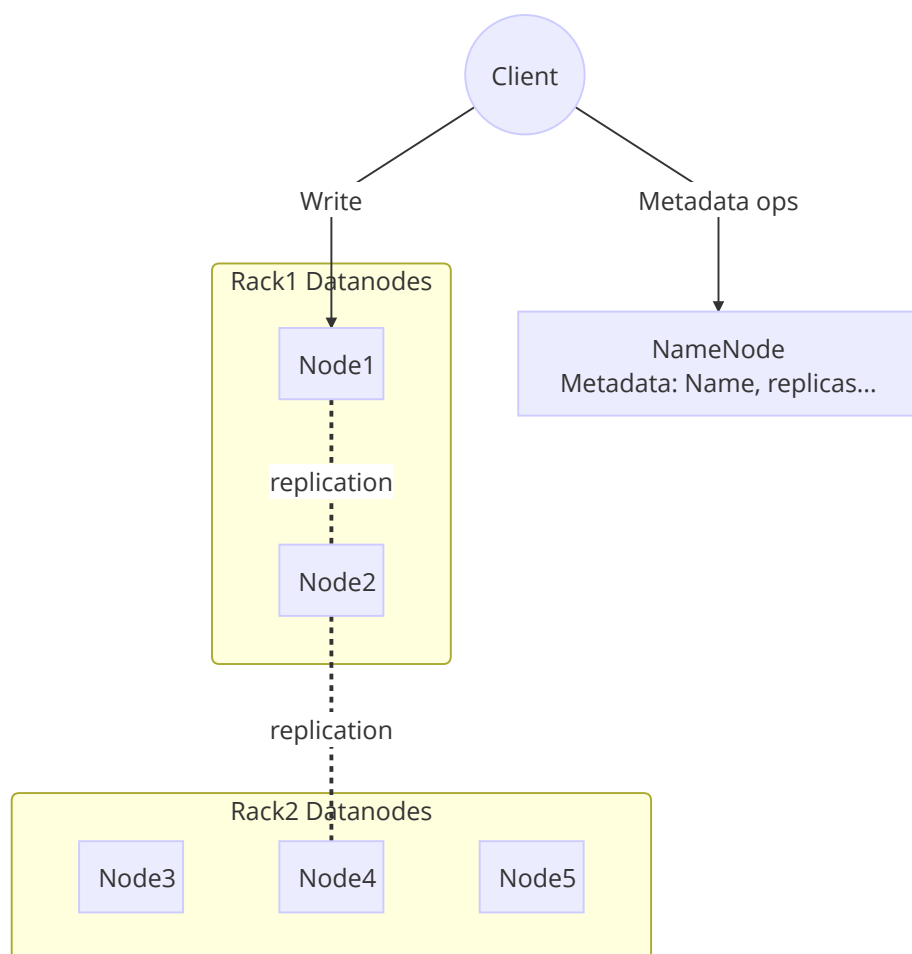 Client
Write
Metadata ops
Rack1 Datanodes
Node1
NameNode
Metadata: Name, replicas...
replication
Node2
replication
Rack2 Datanodes
Node3
Node4
Node5